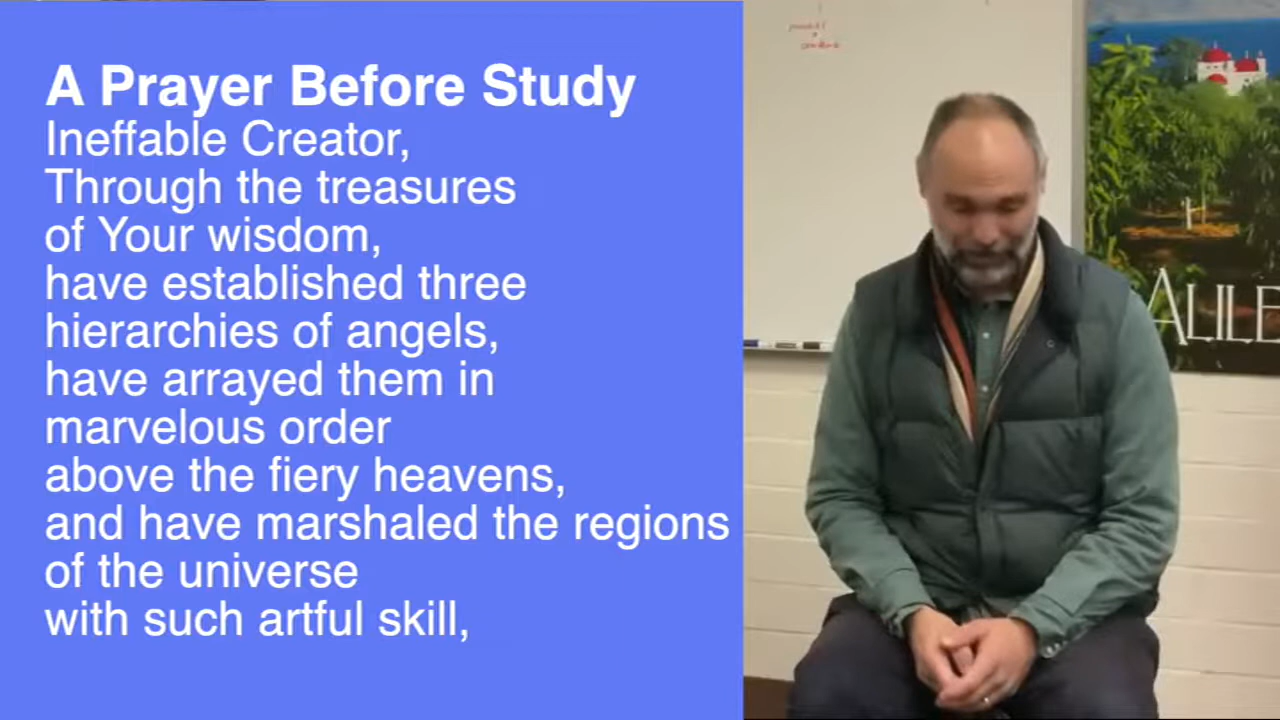 A Prayer Before Study
Ineffable Creator,
Through the treasures
of Your wisdom,
have established three
hierarchies of angels,
have arrayed them in
marvelous order
above the fiery heavens,
and have marshaled the regions
of the universe
with such artful skill,
ALILE